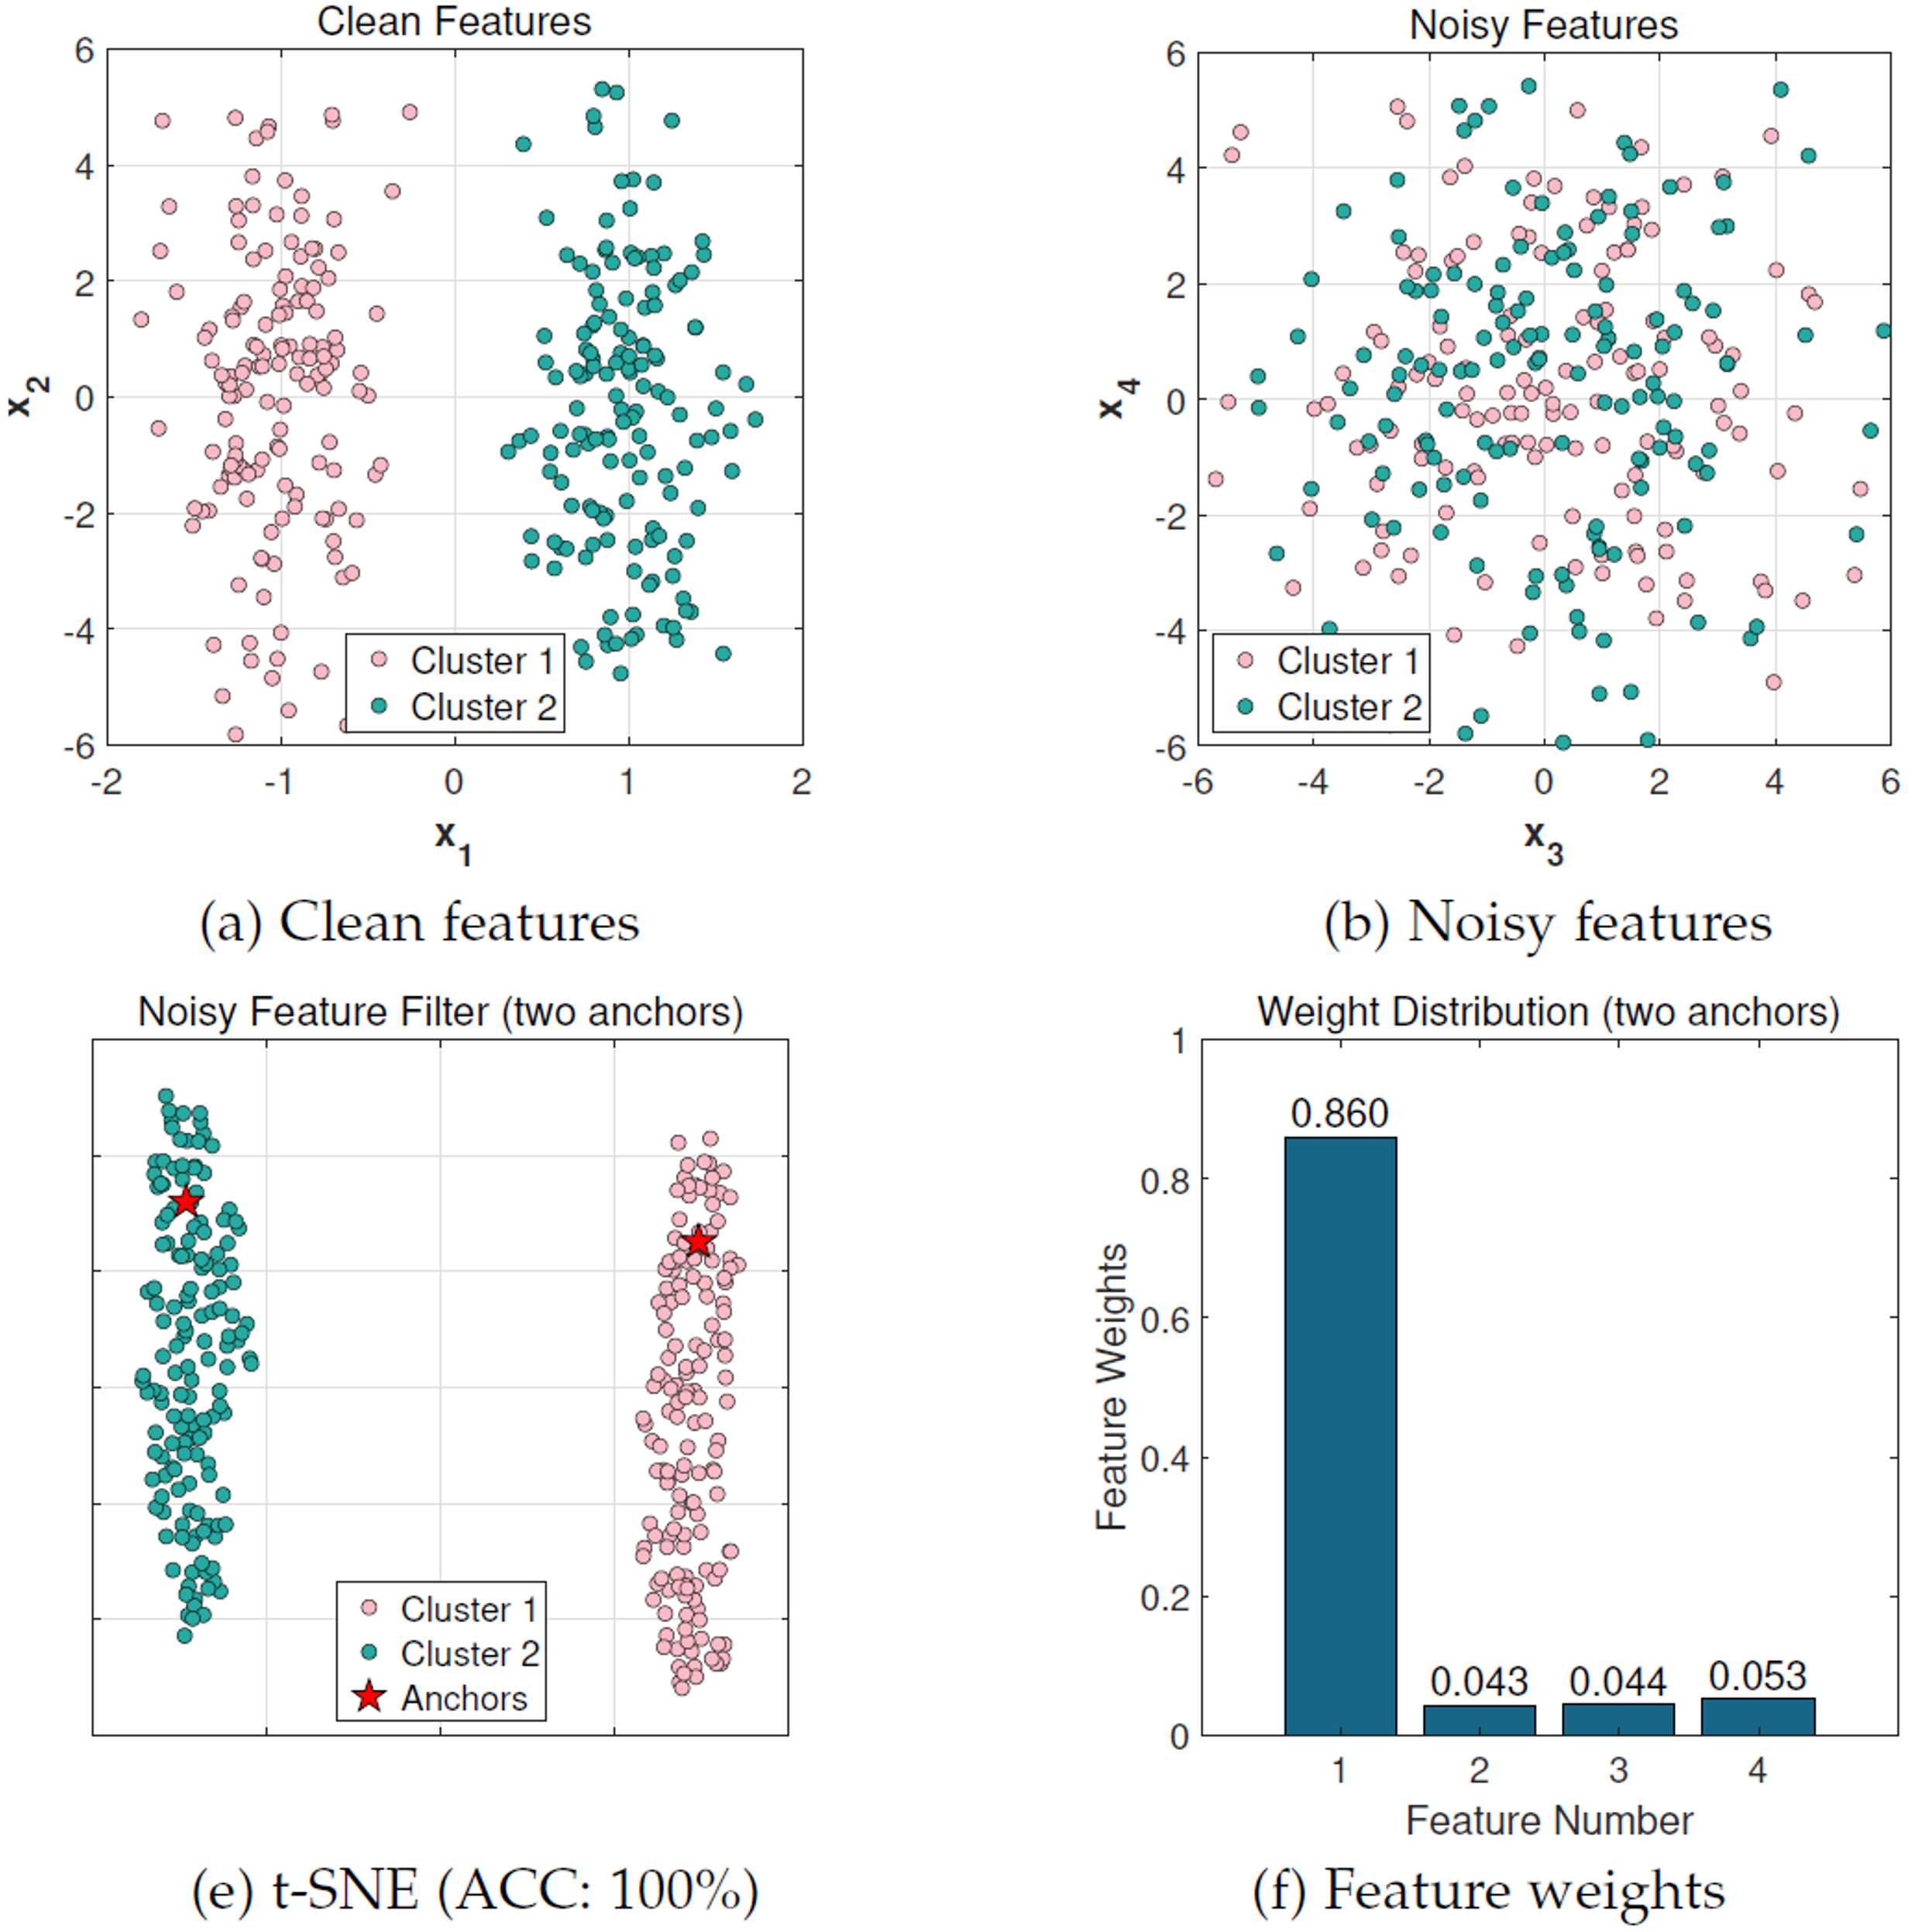 Clean Features
6
4
2
0
-2
-4
-6
x2
-2 -1 0 1 2
x1
Cluster 1
Cluster 2
(a) Clean features
Noisy Features
6
4
2
0
-2
-4
-6
x4
-6 -4 -2 0 2 4 6
x3
Cluster 1
Cluster 2
(b) Noisy features
Noisy Feature Filter (two anchors)
Cluster 1
Cluster 2
Anchors
(e) t-SNE (ACC: 100%)
Weight Distribution (two anchors)
1
0.8
0.6
0.4
0.2
0
Feature Weights
0.860
0.043
0.044
0.053
1 2 3 4
Feature Number
(f) Feature weights